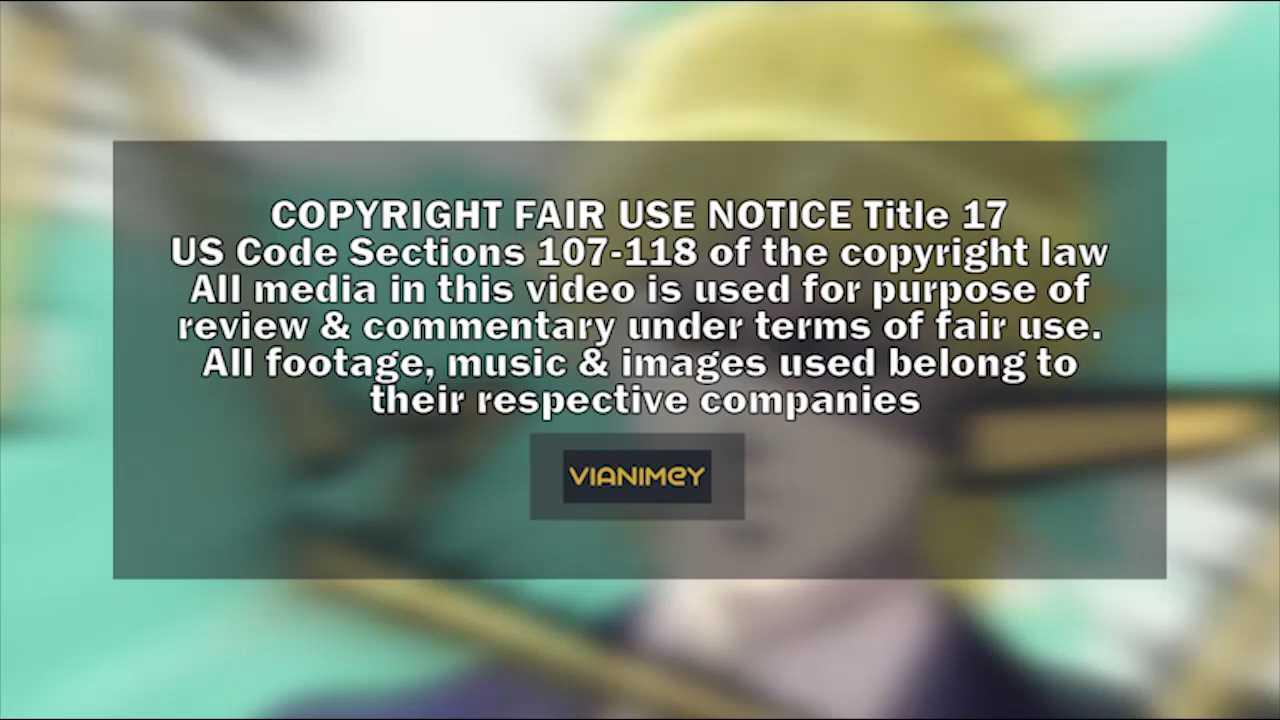 COPYRIGHT FAIR USE NOTICE Title 17
US Code Sections 107-118 of the copyright law
All media in this video is used for purpose of
review & commentary under terms of fair use.
All footage, music & images used belong to
their respective companies
VIANIMEY